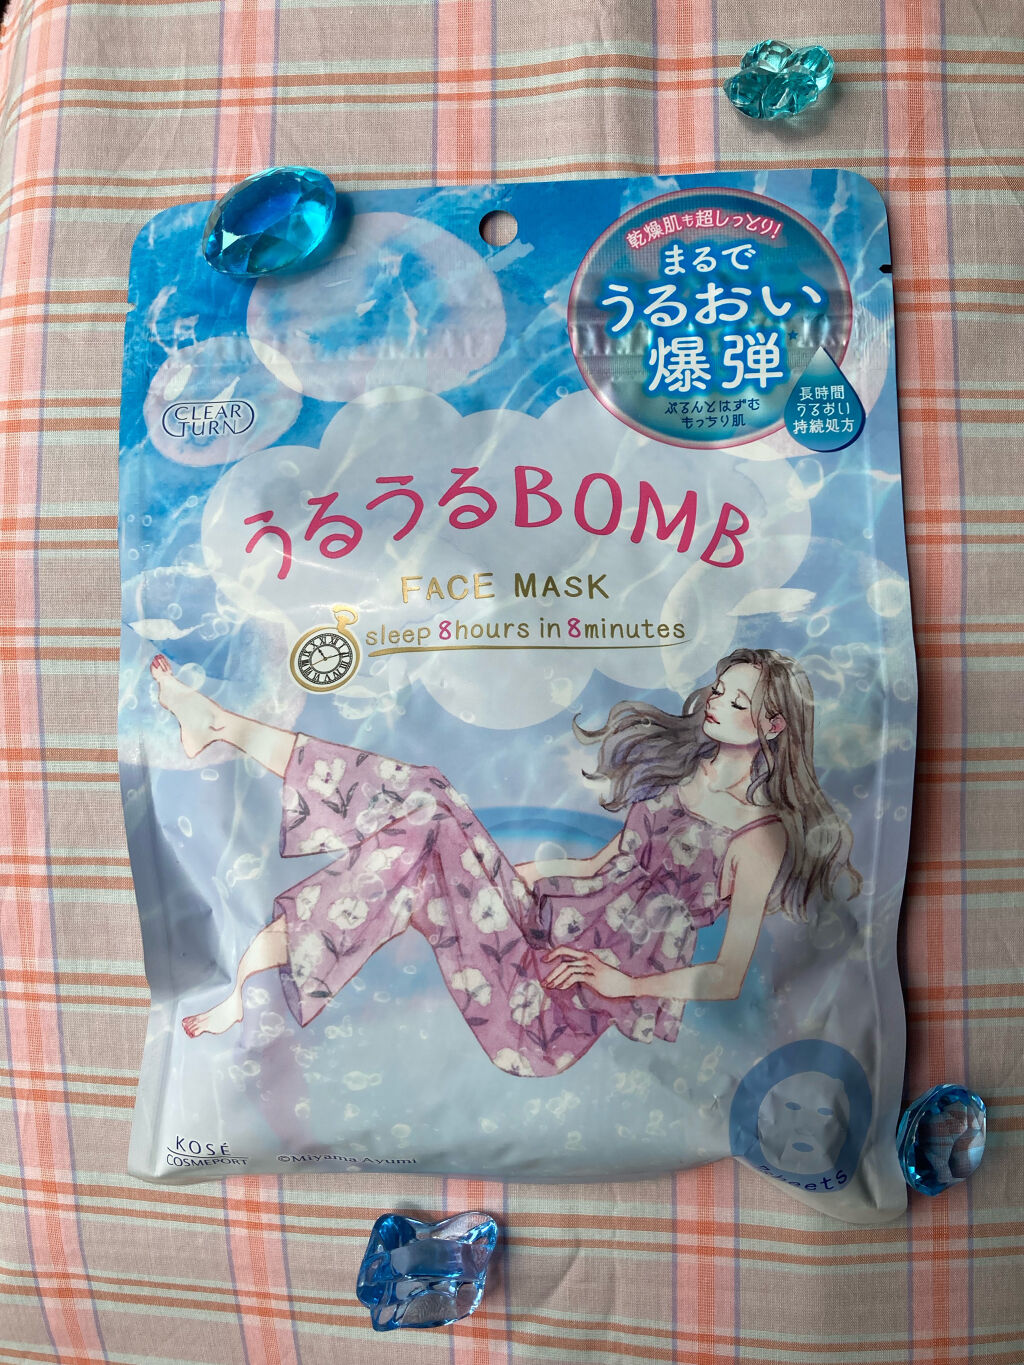 乾燥肌も超しっとり!
まるで
うるおい
爆弾
ぷるんとはずむ
もっちり肌
長時間
うるおい
持続処方
CLEAR
TURN
うるうるBOMB
FACE MASK
sleep 8hours in 8minutes
KOSÉ
COSMEPORT
©Miyama Ayumi